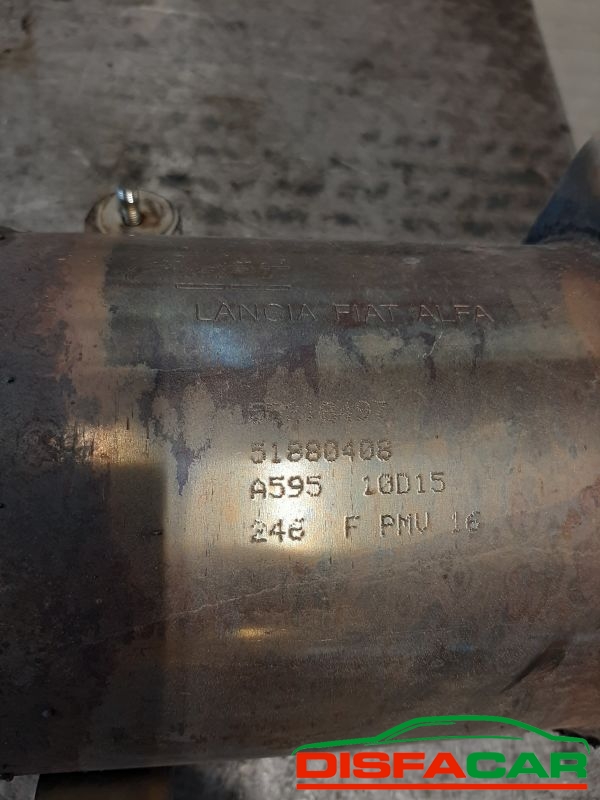 LANCIA FIAT ALFA
51880408
A595 10D15
246 F PMV 16
DISFACAR